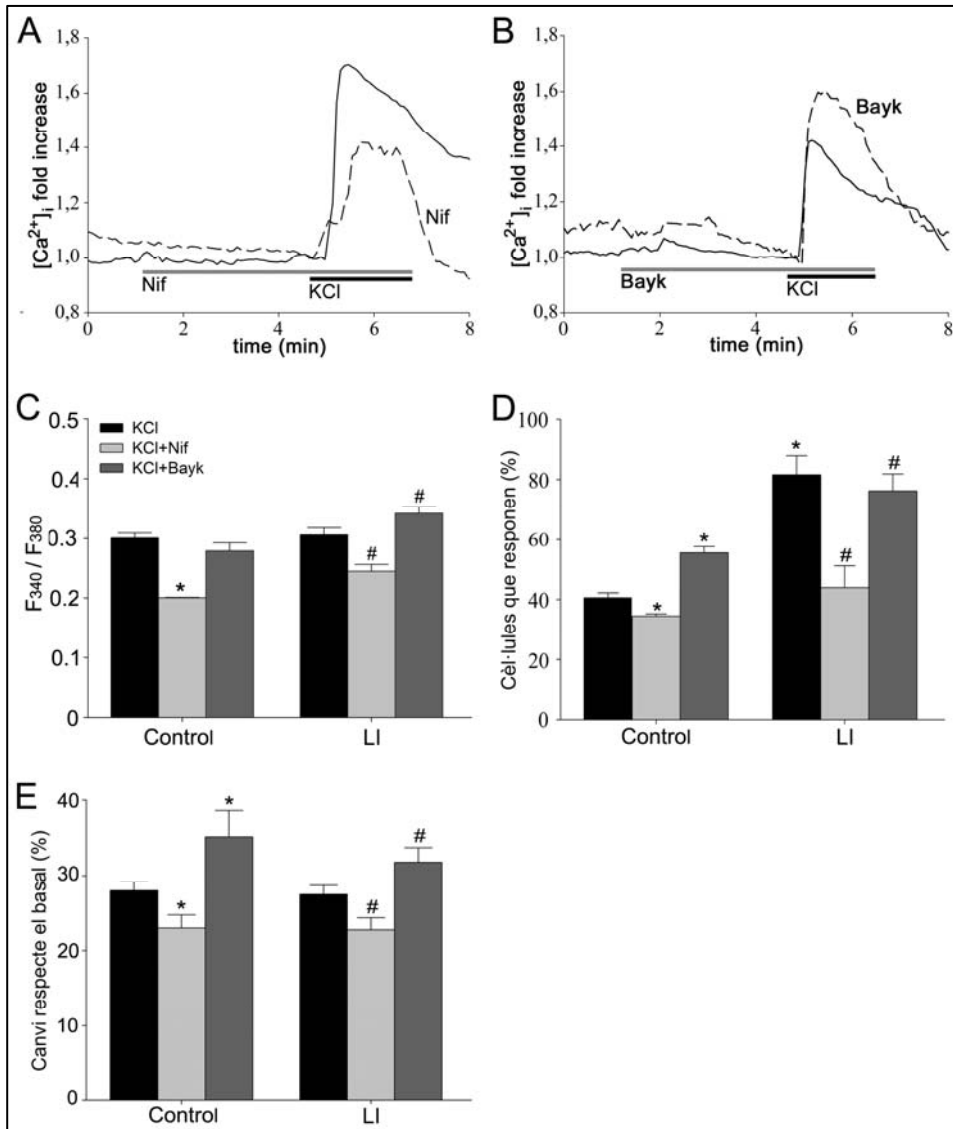 A
1,8
1,6
1,4
1,2
1,0
0,8
[Ca2+]i fold increase
Nif
Nif
KCl
0
2
4
6
8
time (min)
B
1,8
1,6
1,4
1,2
1,0
0,8
[Ca2+]i fold increase
Bayk
Bayk
KCl
0
2
4
6
8
time (min)
C
0.5
0.4
0.3
0.2
0.1
0
F340 / F380
KCl
KCl+Nif
KCl+Bayk
*
#
#
Control
LI
D
100
80
60
40
20
0
Cèl·lules que responen (%)
*
*
*
#
#
Control
LI
E
40
30
20
10
0
Canvi respecte el basal (%)
*
*
#
#
Control
LI